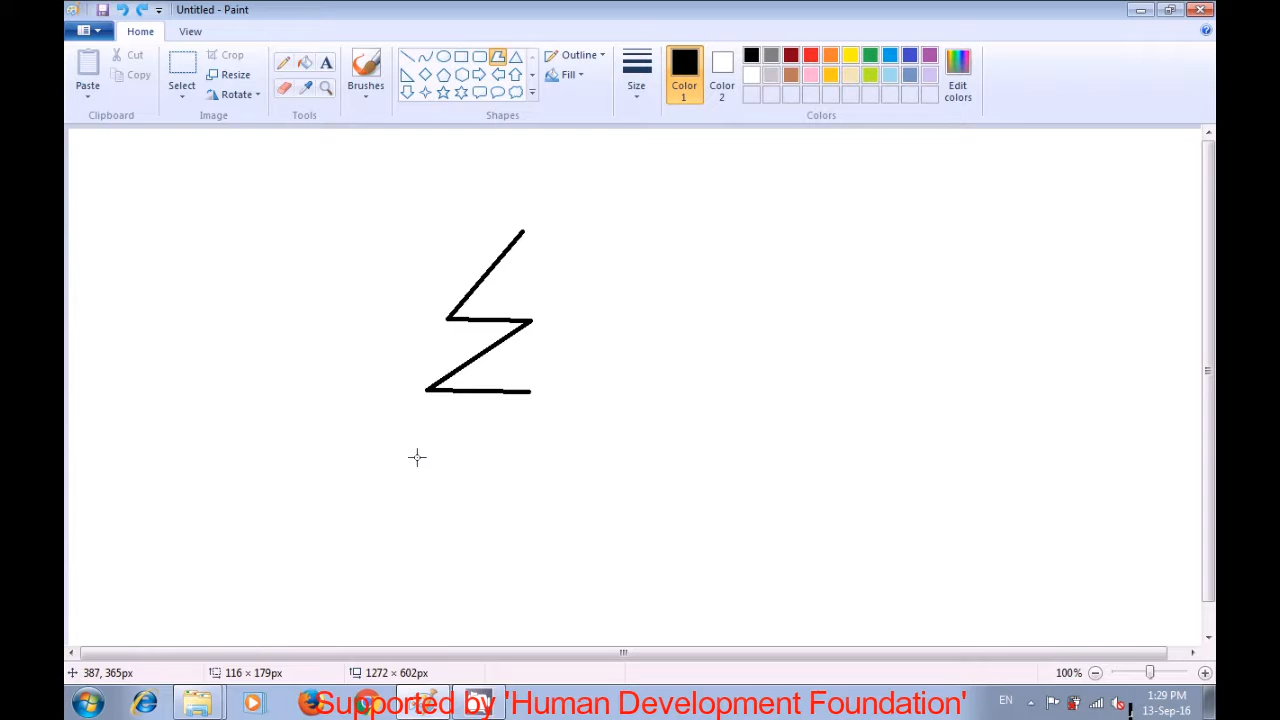 Untitled - Paint
Home
View
Paste
Cut
Copy
Clipboard
Select
Crop
Resize
Rotate
Image
A
Tools
Brushes
Shapes
Outline
Fill
Size
Color
1
Color
2
Edit
colors
Colors
387, 365px
116 × 179px
1272 × 602px
100%
EN
1:29 PM
13-Sep-16
Supported by 'Human Development Foundation'